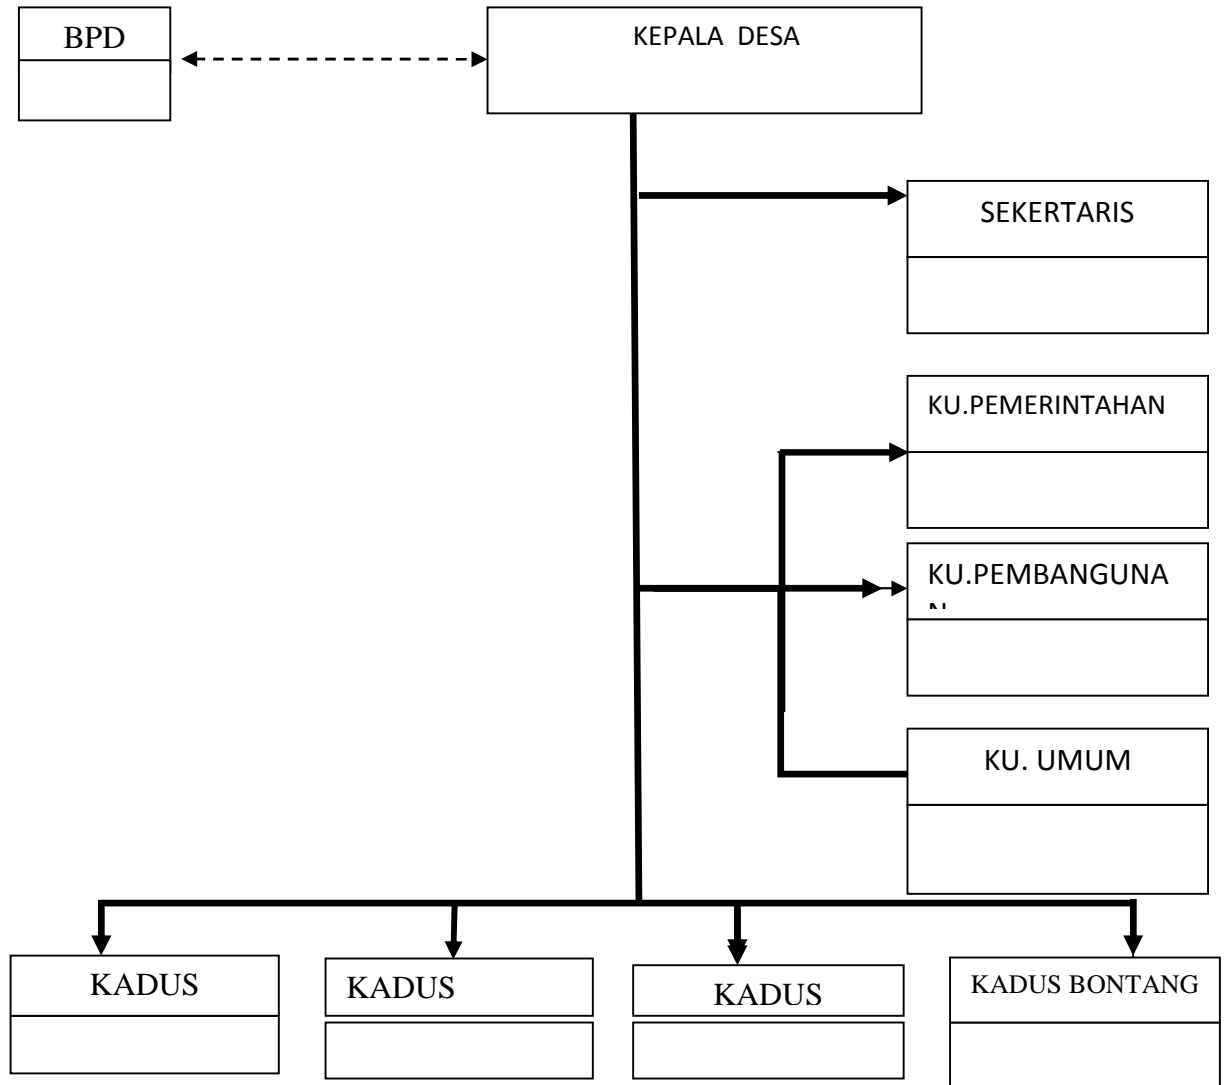 BPD
KEPALA DESA
SEKERTARIS
KU.PEMERINTAHAN
KU.PEMBANGUNA
N
KU. UMUM
KADUS
KADUS
KADUS
KADUS BONTANG